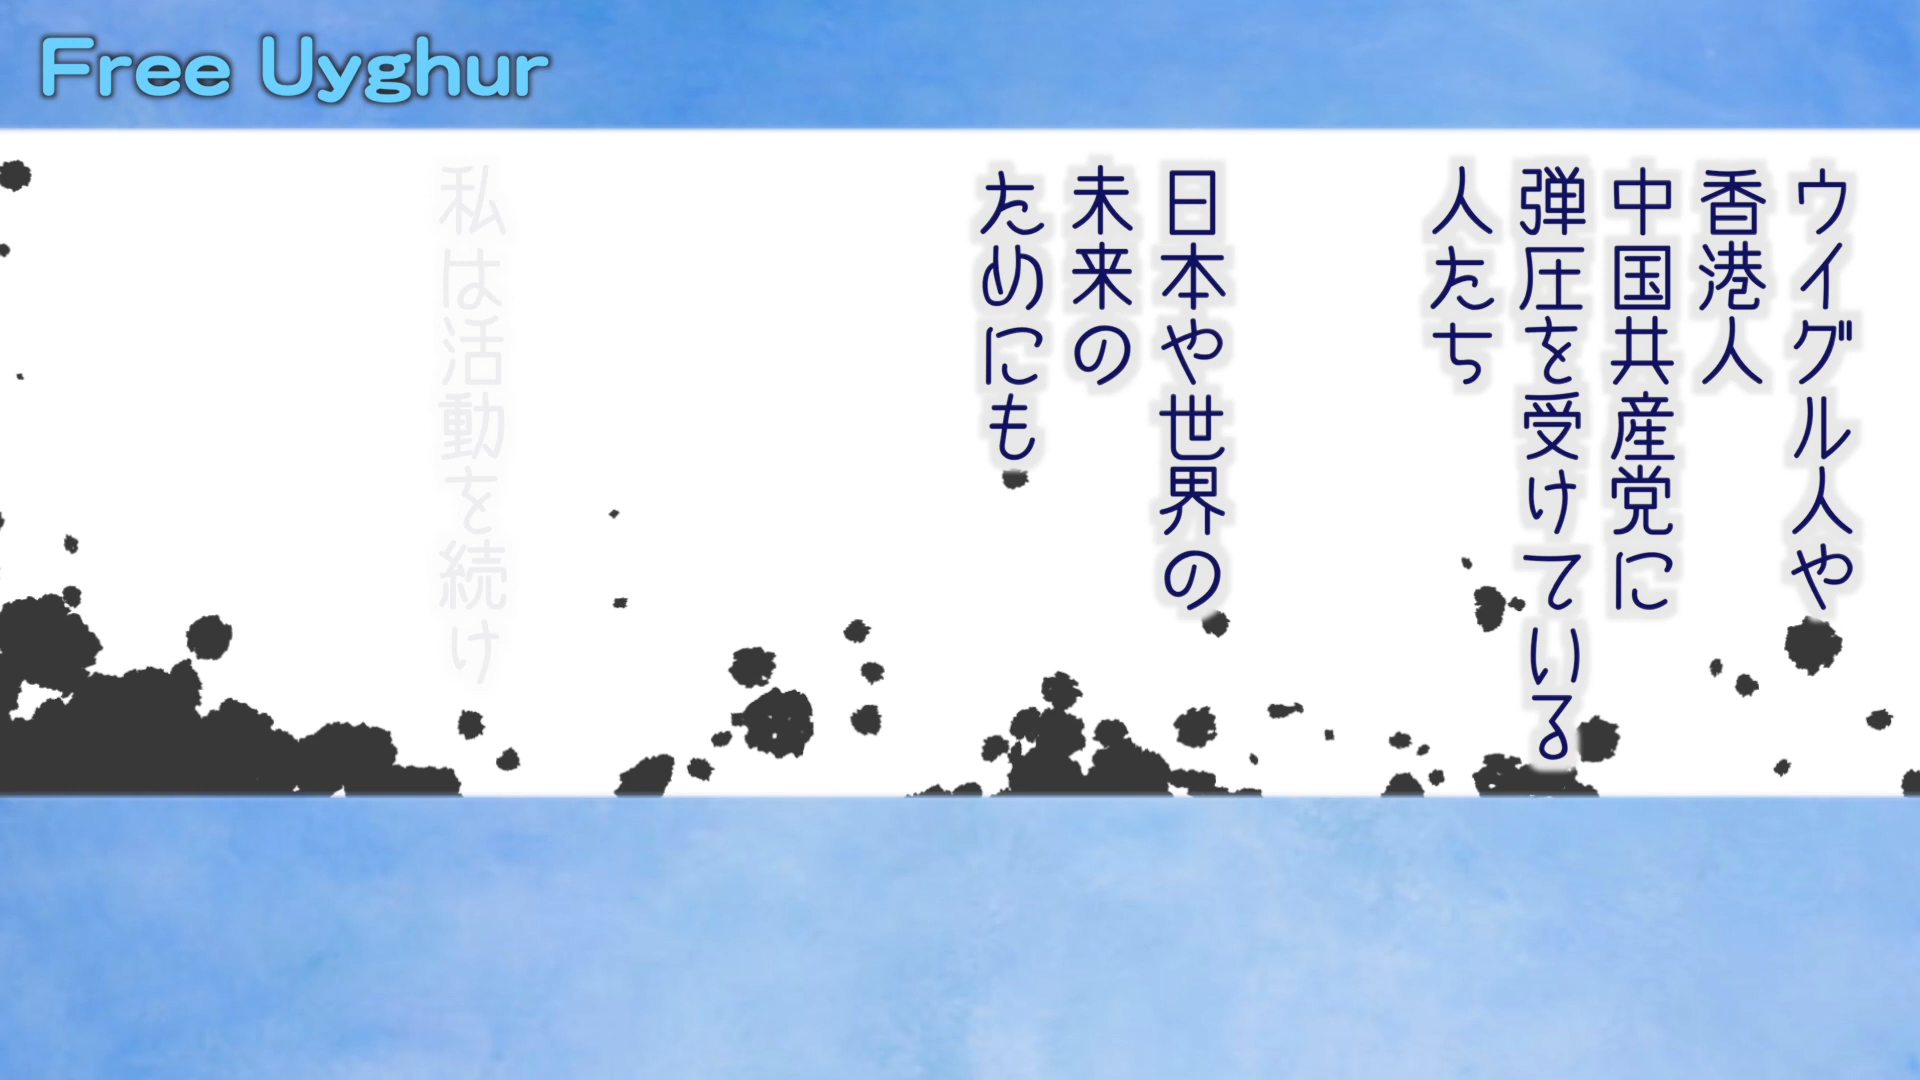 Free Uyghur
ウイグル人や
香港人
中国共産党に
弾圧を受けている
人たち
日本や世界の
未来の
ためにも
私は活動を続け